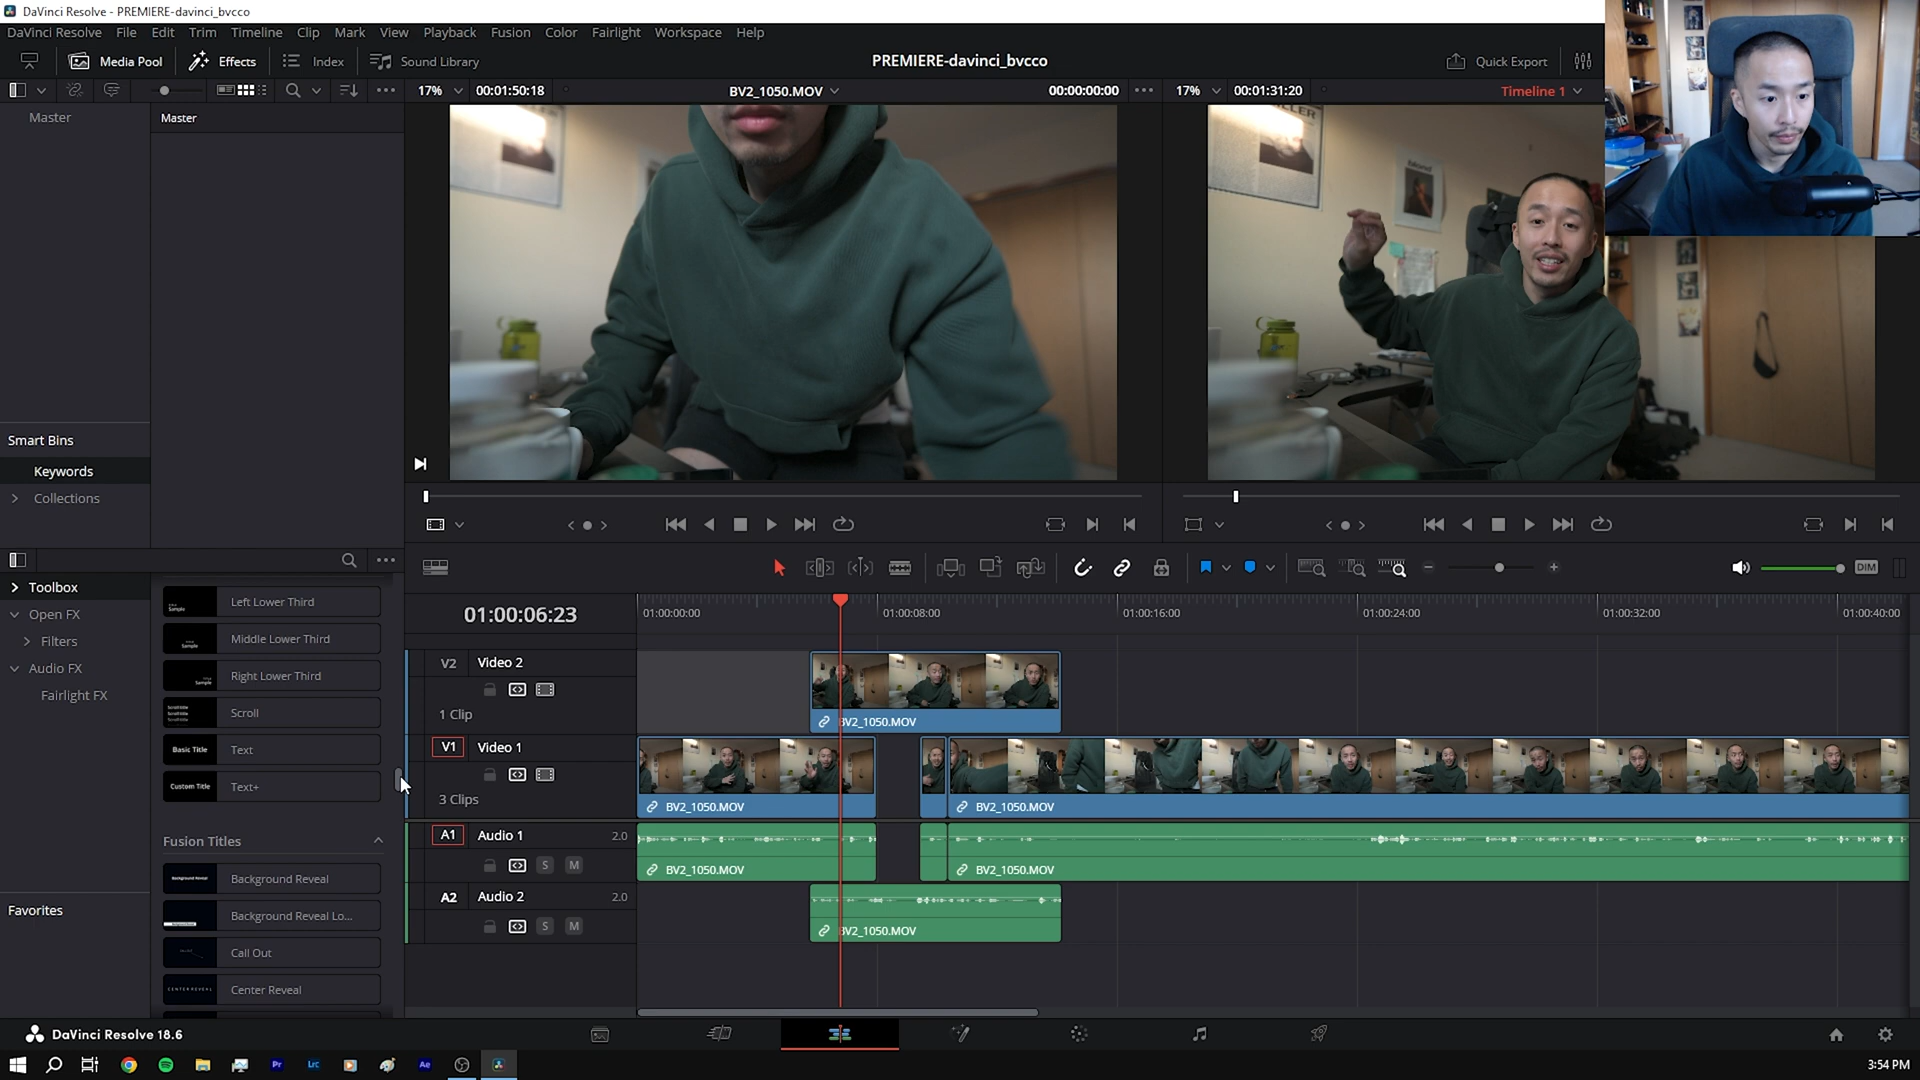 DaVinci Resolve - PREMIERE-davinci_bvcco
DaVinci Resolve File Edit Trim Timeline Clip Mark View Playback Fusion Color Fairlight Workspace Help
Media Pool Effects Index Sound Library PREMIERE-davinci_bvcco Quick Export
17% 00:01:50:18 BV2_1050.MOV 00:00:00:00 17% 00:01:31:20 Timeline 1
Master Master
Smart Bins
Keywords
Collections
Toolbox
Open FX
Filters
Audio FX
Fairlight FX
Favorites
Left Lower Third
Middle Lower Third
Right Lower Third
Scroll
Basic Title Text
Custom Title Text+
Fusion Titles
Background Reveal
Background Reveal Lo...
Call Out
CENTER REVEAL Center Reveal
DIM
01:00:06:23 01:00:00:00 01:00:08:00 01:00:16:00 01:00:24:00 01:00:32:00 01:00:40:00
V2 Video 2
1 Clip
BV2_1050.MOV
V1 Video 1
3 Clips
BV2_1050.MOV BV2_1050.MOV
A1 Audio 1 2.0
S M
BV2_1050.MOV BV2_1050.MOV
A2 Audio 2 2.0
S M
BV2_1050.MOV
DaVinci Resolve 18.6
Pr Lrc Ae
3:54 PM